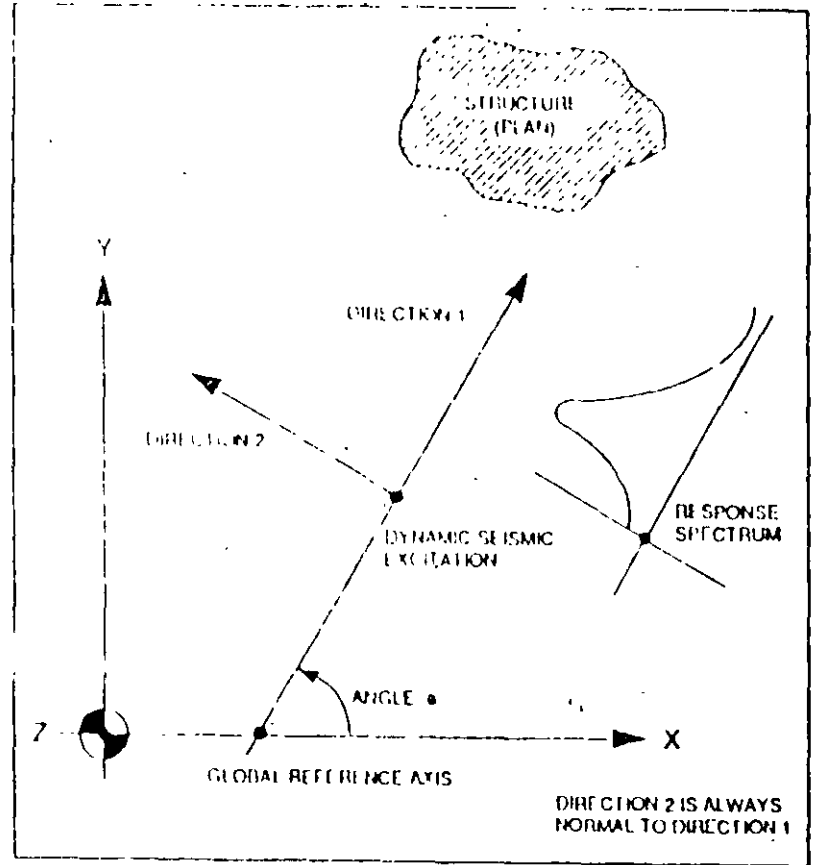 STRUCTURE
(PLAN)
Y
DIRECTION 1
DIRECTION 2
DYNAMIC SEISMIC
EXCITATION
RESPONSE
SPECTRUM
ANGLE
Z
X
GLOBAL REFERENCE AXIS
DIRECTION 2 IS ALWAYS
NORMAL TO DIRECTION 1